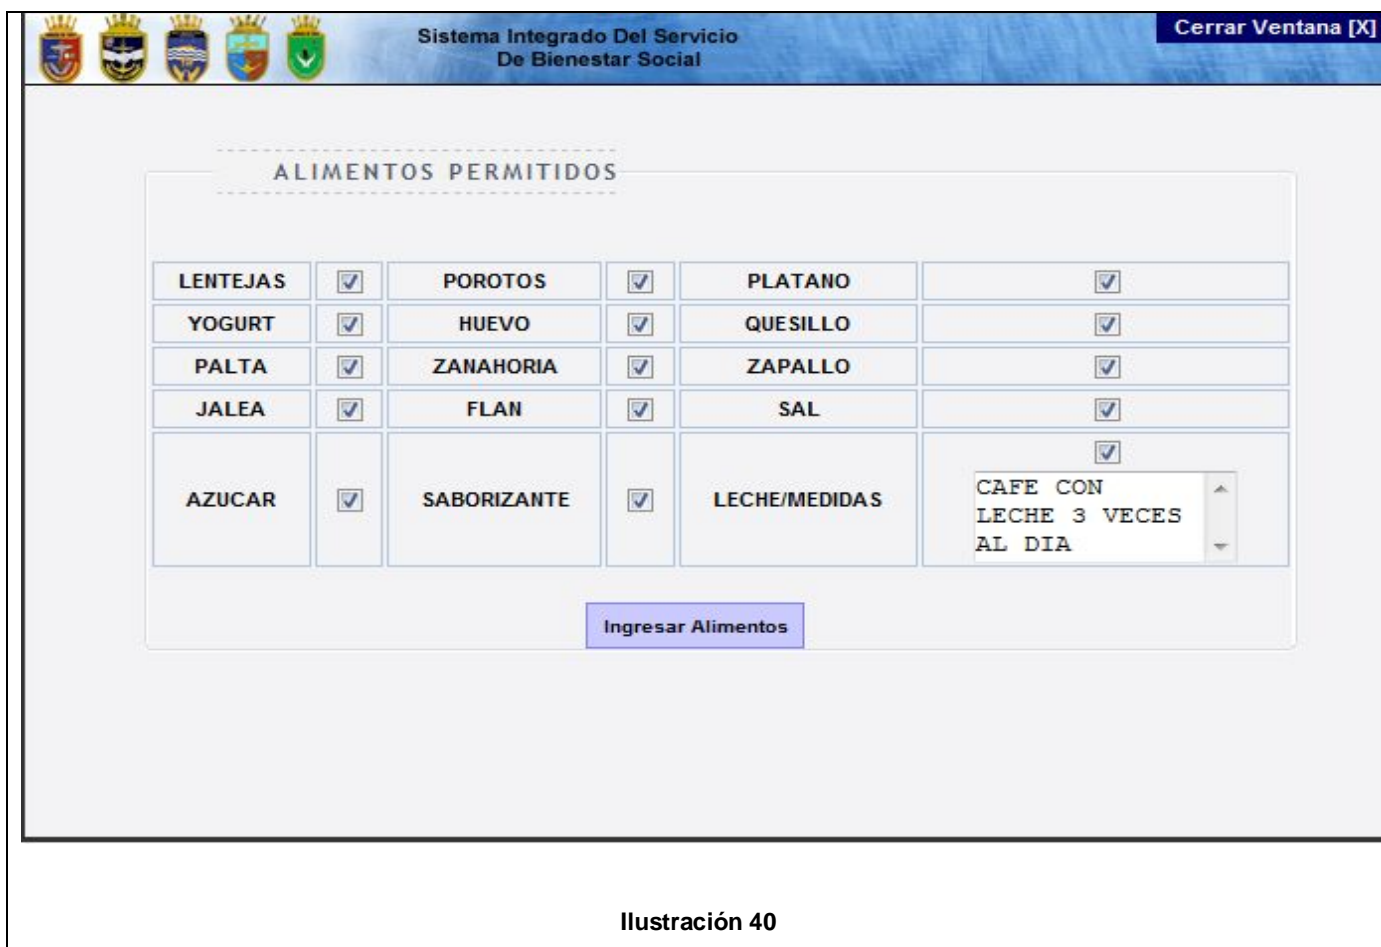 Sistema Integrado Del Servicio
De Bienestar Social
Cerrar Ventana [X]
ALIMENTOS PERMITIDOS
LENTEJAS POROTOS PLATANO
YOGURT HUEVO QUESILLO
PALTA ZANAHORIA ZAPALLO
JALEA FLAN SAL
AZUCAR SABORIZANTE LECHE/MEDIDAS
CAFE CON
LECHE 3 VECES
AL DIA
Ingresar Alimentos
Ilustración 40